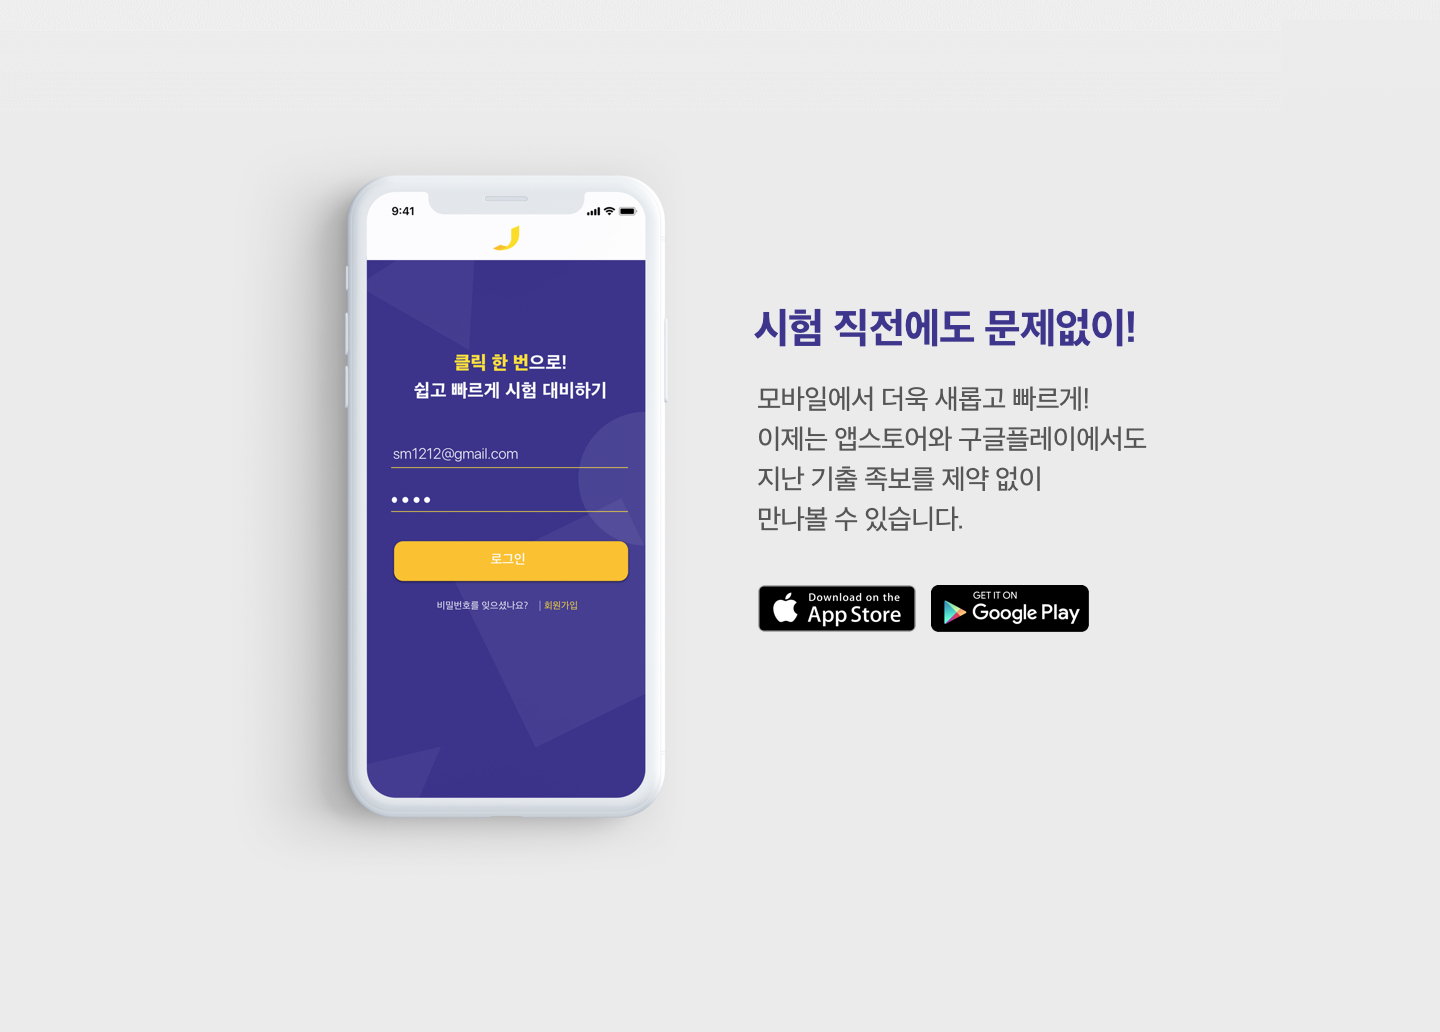 9:41
클릭 한 번으로!
쉽고 빠르게 시험 대비하기
sm1212@gmail.com
로그인
비밀번호를 잊으셨나요? | 회원가입
시험 직전에도 문제없이!
모바일에서 더욱 새롭고 빠르게!
이제는 앱스토어와 구글플레이에서도
지난 기출 족보를 제약 없이
만나볼 수 있습니다.
Download on the
App Store
GET IT ON
Google Play